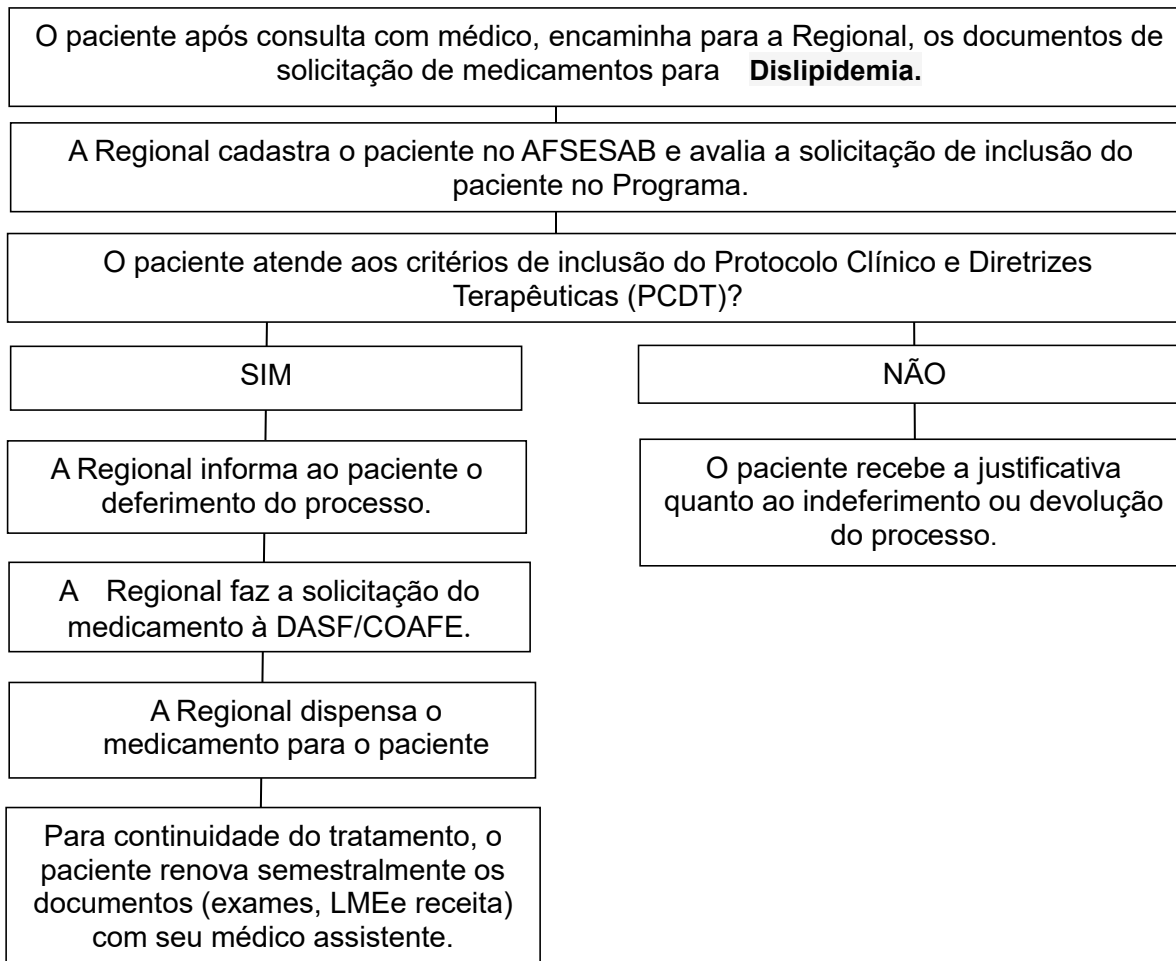 O paciente após consulta com médico, encaminha para a Regional, os documentos de
solicitação de medicamentos para Dislipidemia.
A Regional cadastra o paciente no AFSESAB e avalia a solicitação de inclusão do
paciente no Programa.
O paciente atende aos critérios de inclusão do Protocolo Clínico e Diretrizes
Terapêuticas (PCDT)?
SIM
NÃO
A Regional informa ao paciente o
deferimento do processo.
O paciente recebe a justificativa
quanto ao indeferimento ou devolução
do processo.
A Regional faz a solicitação do
medicamento à DASF/COAFE.
A Regional dispensa o
medicamento para o paciente
Para continuidade do tratamento, o
paciente renova semestralmente os
documentos (exames, LMEe receita)
com seu médico assistente.